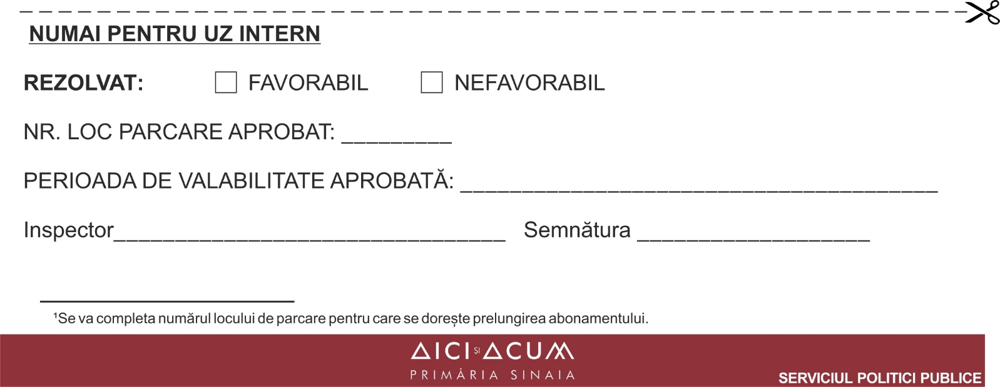 NUMAI PENTRU UZ INTERN
REZOLVAT: FAVORABIL NEFAVORABIL
NR. LOC PARCARE APROBAT: _________
PERIOADA DE VALABILITATE APROBATĂ: _______________________________________
Inspector________________________________ Semnătura ___________________
¹Se va completa numărul locului de parcare pentru care se dorește prelungirea abonamentului.
AICI ȘI ACUM
PRIMĂRIA SINAIA
SERVICIUL POLITICI PUBLICE